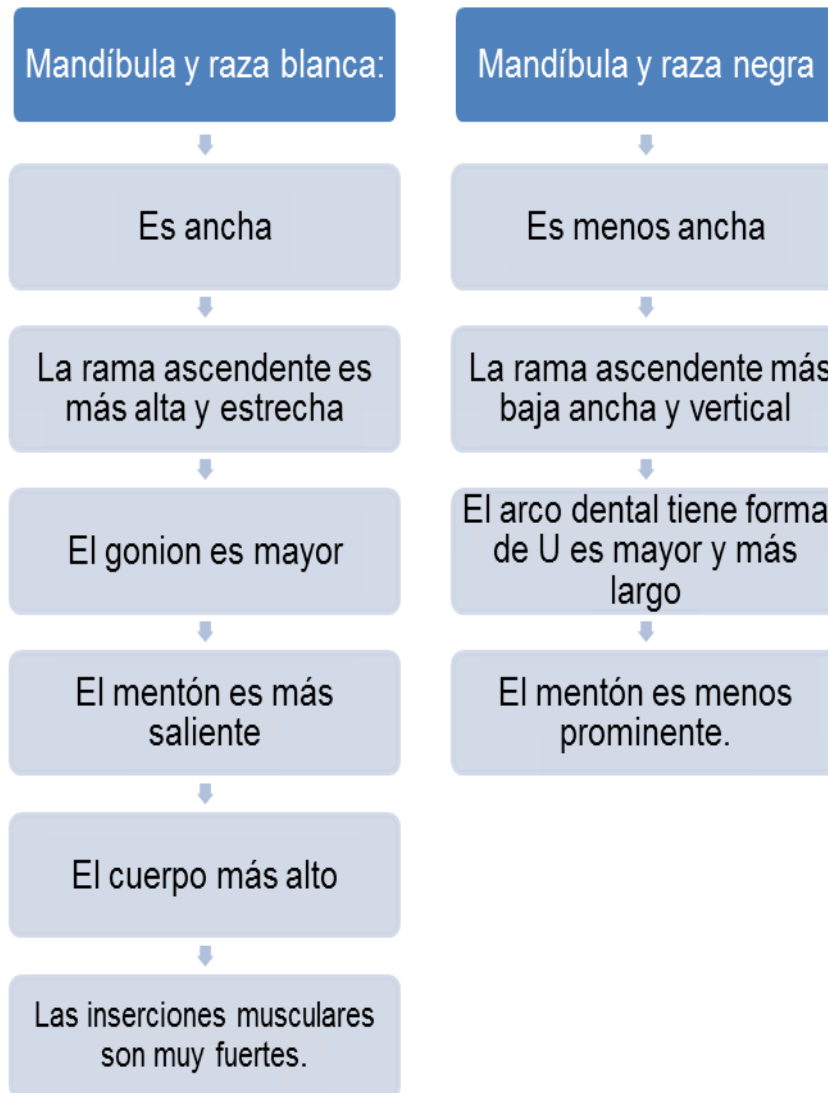 Mandíbula y raza blanca:
Es ancha
La rama ascendente es
más alta y estrecha
El gonion es mayor
El mentón es más
saliente
El cuerpo más alto
Las inserciones musculares
son muy fuertes.
Mandíbula y raza negra
Es menos ancha
La rama ascendente más
baja ancha y vertical
El arco dental tiene forma
de U es mayor y más
largo
El mentón es menos
prominente.